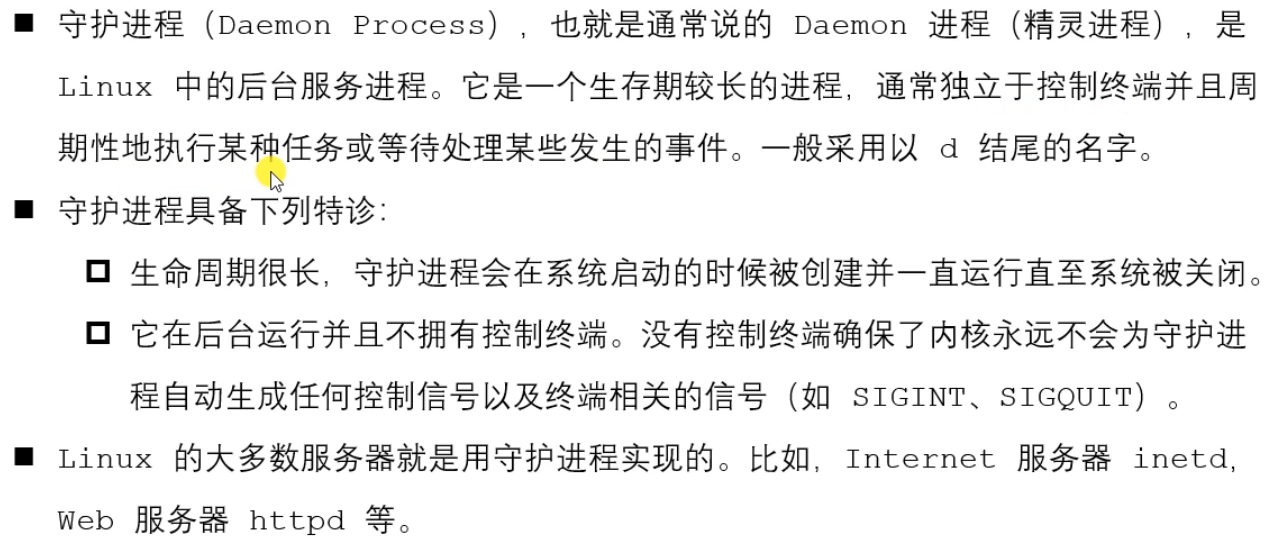 ■ 守护进程（Daemon Process），也就是通常说的 Daemon 进程（精灵进程），是
Linux 中的后台服务进程。它是一个生存期较长的进程，通常独立于控制终端并且周
期性地执行某种任务或等待处理某些发生的事件。一般采用以 d 结尾的名字。
■ 守护进程具备下列特诊：
□ 生命周期很长，守护进程会在系统启动的时候被创建并一直运行直至系统被关闭。
□ 它在后台运行并且不拥有控制终端。没有控制终端确保了内核永远不会为守护进
程自动生成任何控制信号以及终端相关的信号（如 SIGINT、SIGQUIT）。
■ Linux 的大多数服务器就是用守护进程实现的。比如，Internet 服务器 inetd，
Web 服务器 httpd 等。